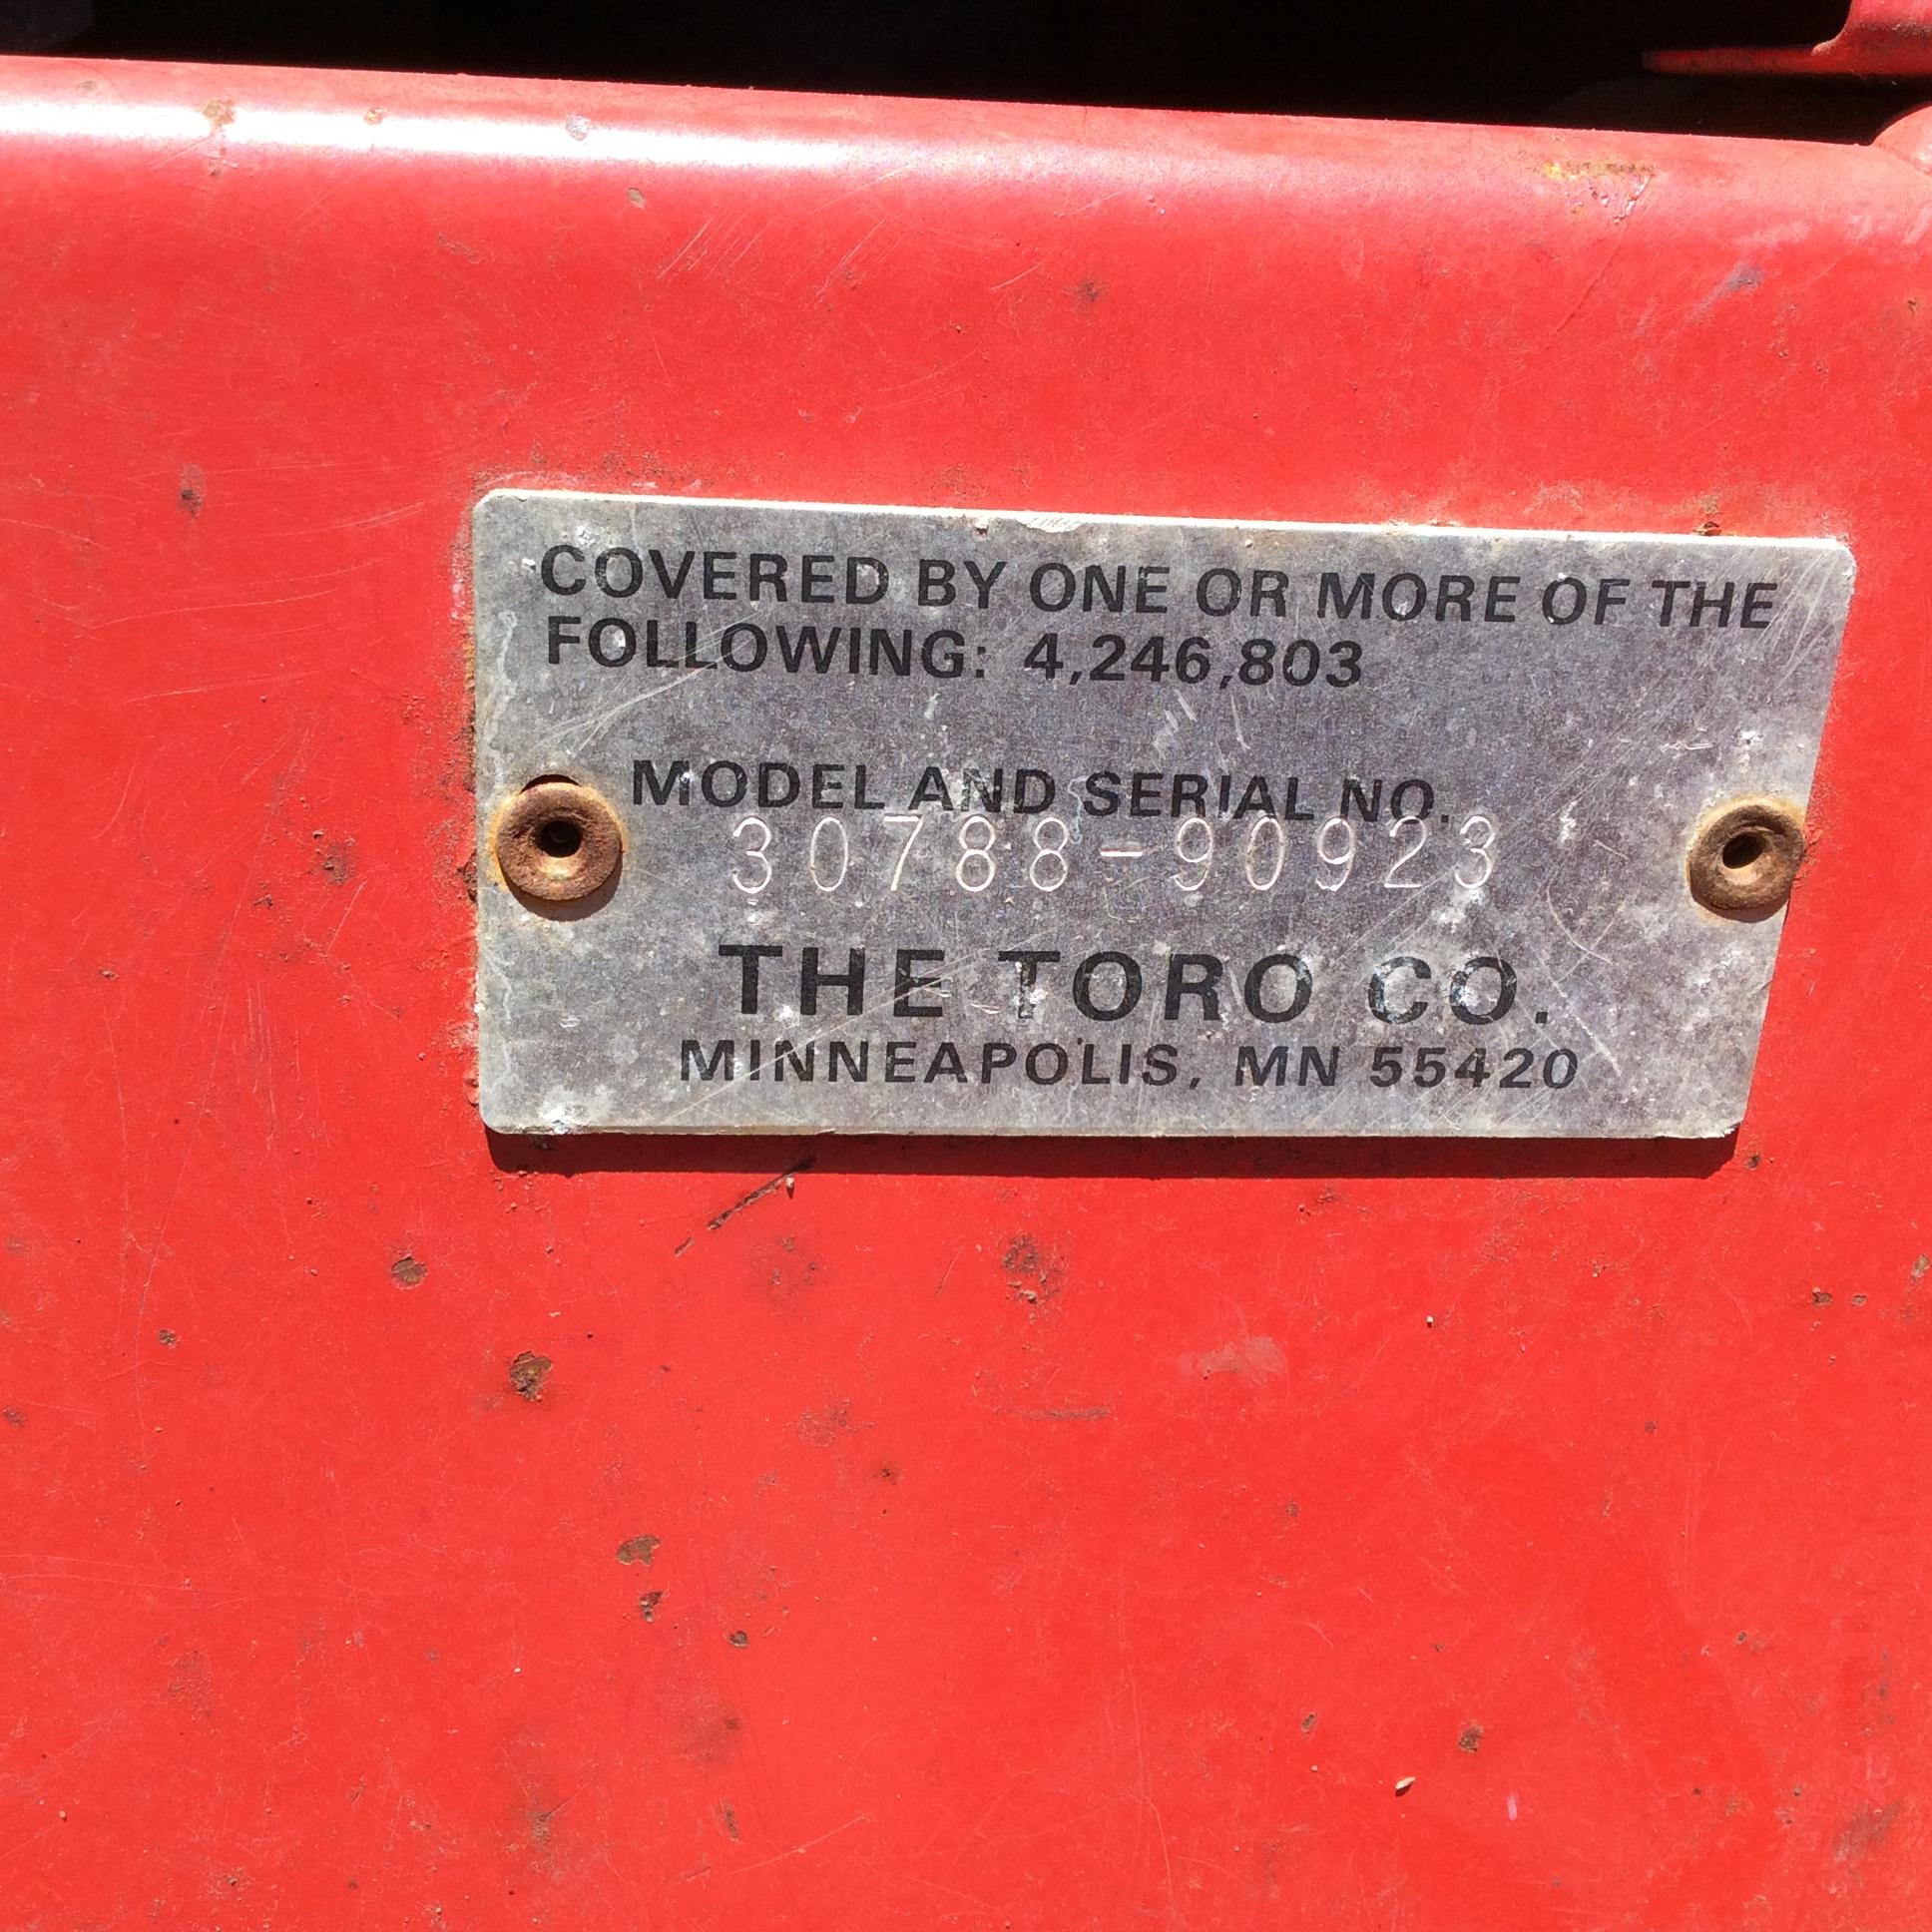 COVERED BY ONE OR MORE OF THE
FOLLOWING: 4,246,803
MODEL AND SERIAL NO.
30788-90923
THE TORO CO.
MINNEAPOLIS, MN 55420